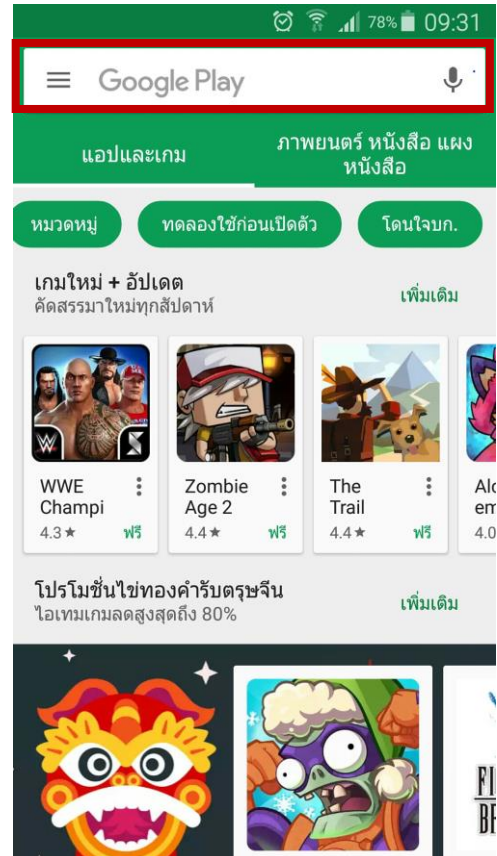 78% 09:31
Google Play
แอปและเกม
ภาพยนตร์ หนังสือ แผง
หนังสือ
หมวดหมู่
ทดลองใช้ก่อนเปิดตัว
โดนใจบก.
เกมใหม่ + อัปเดต
คัดสรรมาใหม่ทุกสัปดาห์
เพิ่มเติม
WWE
Champi
4.3★ ฟรี
Zombie
Age 2
4.4★ ฟรี
The
Trail
4.4★ ฟรี
Alc
em
4.0
โปรโมชั่นไข่ทองคำรับตรุษจีน
ไอเทมเกมลดสูงสุดถึง 80%
เพิ่มเติม